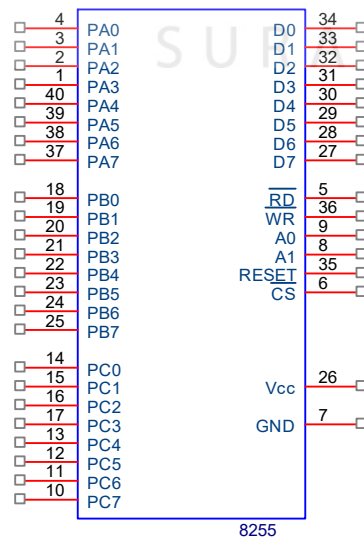 SURA
4 PA0 D0 34
3 PA1 D1 33
2 PA2 D2 32
1 PA3 D3 31
40 PA4 D4 30
39 PA5 D5 29
38 PA6 D6 28
37 PA7 D7 27
18 PB0 RD 5
19 PB1 WR 36
20 PB2 A0 9
21 PB3 A1 8
22 PB4 RESET 35
23 PB5 CS 6
24 PB6
25 PB7
14 PC0
15 PC1 Vcc 26
16 PC2
17 PC3 GND 7
13 PC4
12 PC5
11 PC6
10 PC7
8255